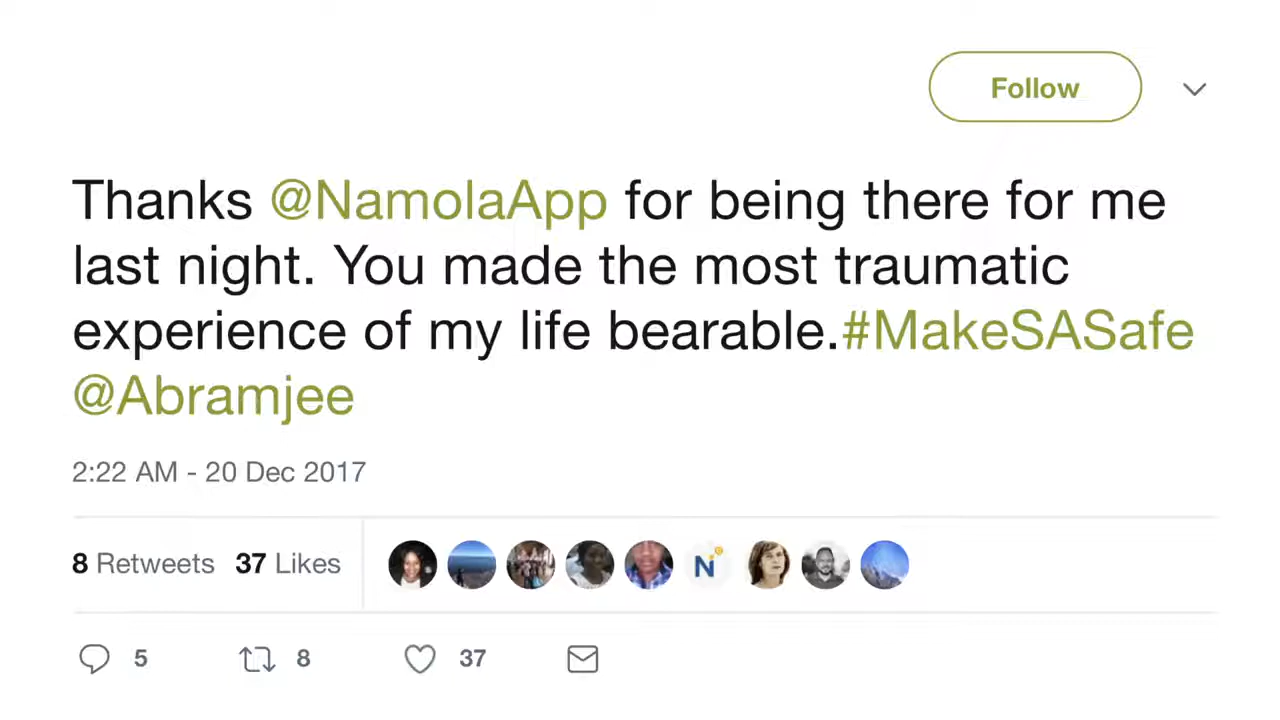 Follow
Thanks @NamolaApp for being there for me
last night. You made the most traumatic
experience of my life bearable.#MakeSASafe
@Abramjee
2:22 AM - 20 Dec 2017
8 Retweets 37 Likes
N
5 8 37